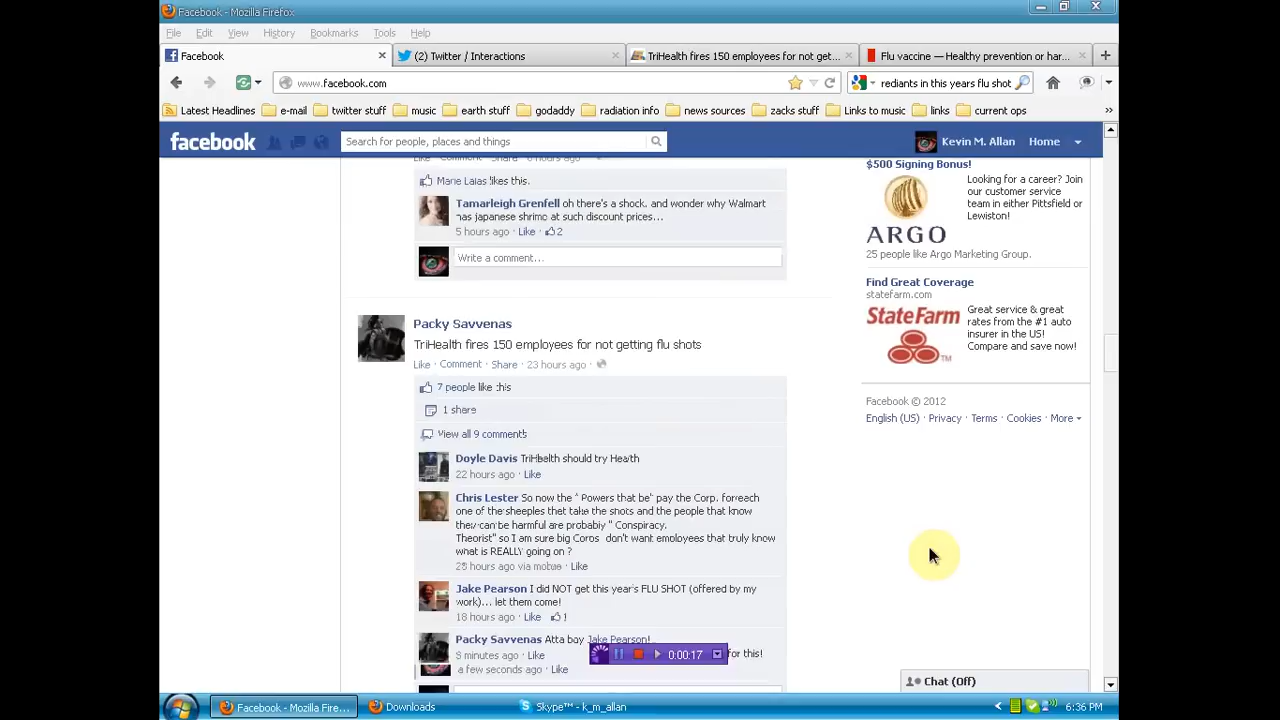 Facebook - Mozilla Firefox
File Edit View History Bookmarks Tools Help
Facebook
(2) Twitter / Interactions
TriHealth fires 150 employees for not get...
Flu vaccine — Healthy prevention or har...
www.facebook.com
rediants in this years flu shot
Latest Headlines e-mail twitter stuff music earth stuff godaddy radiation info news sources zacks stuff Links to music links current ops »
facebook
Search for people, places and things
Kevin M. Allan Home
Like · Comment · Share · 6 hours ago ·
Marie Lalas likes this.
Tamarleigh Grenfell oh there's a shock. and wonder why Walmart
has japanese shrimp at such discount prices...
5 hours ago · Like · 2
Write a comment...
Packy Savvenas
TriHealth fires 150 employees for not getting flu shots
Like · Comment · Share · 23 hours ago ·
7 people like this
1 share
View all 9 comments
Doyle Davis TriHealth should try Health
22 hours ago · Like
Chris Lester So now the " Powers that be" pay the Corp. foreach
one of the sheeples thet take the shots and the people that know
they can be harmful are probialy " Conspiracy.
Theorist" so I am sure big Coros don't want employees that truly know
what is REALLY going on ?
via mobile · Like
Jake Pearson I did NOT get this year's FLU SHOT (offered by my
work)... let them come!
18 hours ago · Like · 1
Packy Savvenas Atta boy Jake Pearson!
minutes ago · Like
for this!
a few seconds ago · Like
0:00:17
$500 Signing Bonus!
Looking for a career? Join
our customer service
team in either Pittsfield or
Lewiston!
ARGO
25 people like Argo Marketing Group.
Find Great Coverage
statefarm.com
StateFarm
Great service & great
rates from the #1 auto
insurer in the US!
Compare and save now!
Facebook © 2012
English (US) · Privacy · Terms · Cookies · More
Chat (Off)
Facebook - Mozilla Fire...
Downloads
Skype™ - k_m_allan
6:36 PM